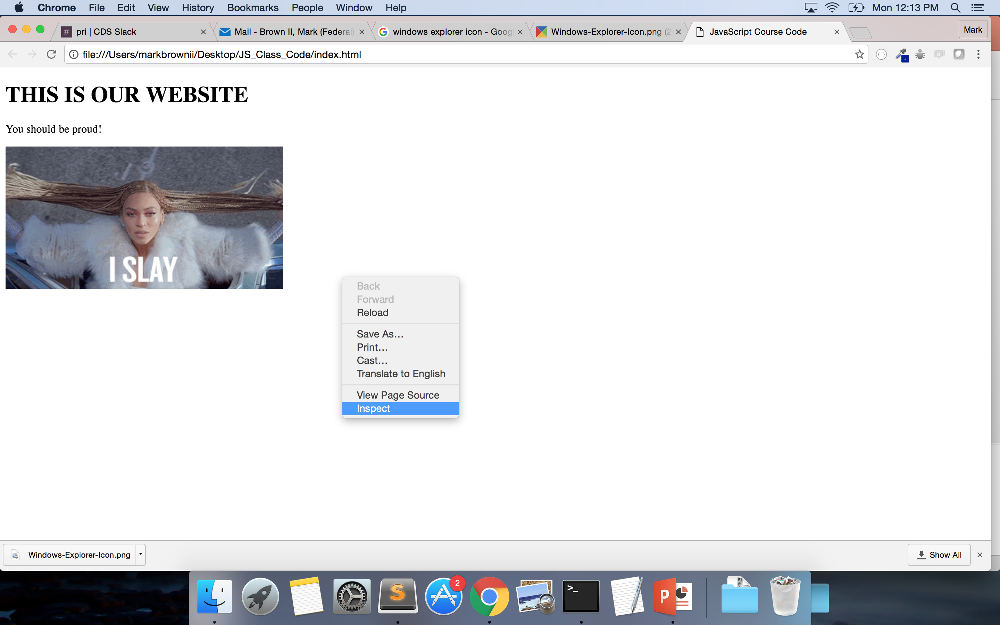 Chrome File Edit View History Bookmarks People Window Help Mon 12:13 PM
# pri | CDS Slack Mail - Brown II, Mark (Federal) windows explorer icon - Goog Windows-Explorer-Icon.png (2 JavaScript Course Code Mark
file:///Users/markbrownii/Desktop/JS_Class_Code/index.html
THIS IS OUR WEBSITE
You should be proud!
I SLAY
Back
Forward
Reload
Save As...
Print...
Cast...
Translate to English
View Page Source
Inspect
Windows-Explorer-Icon.png Show All
S 2 >_ P